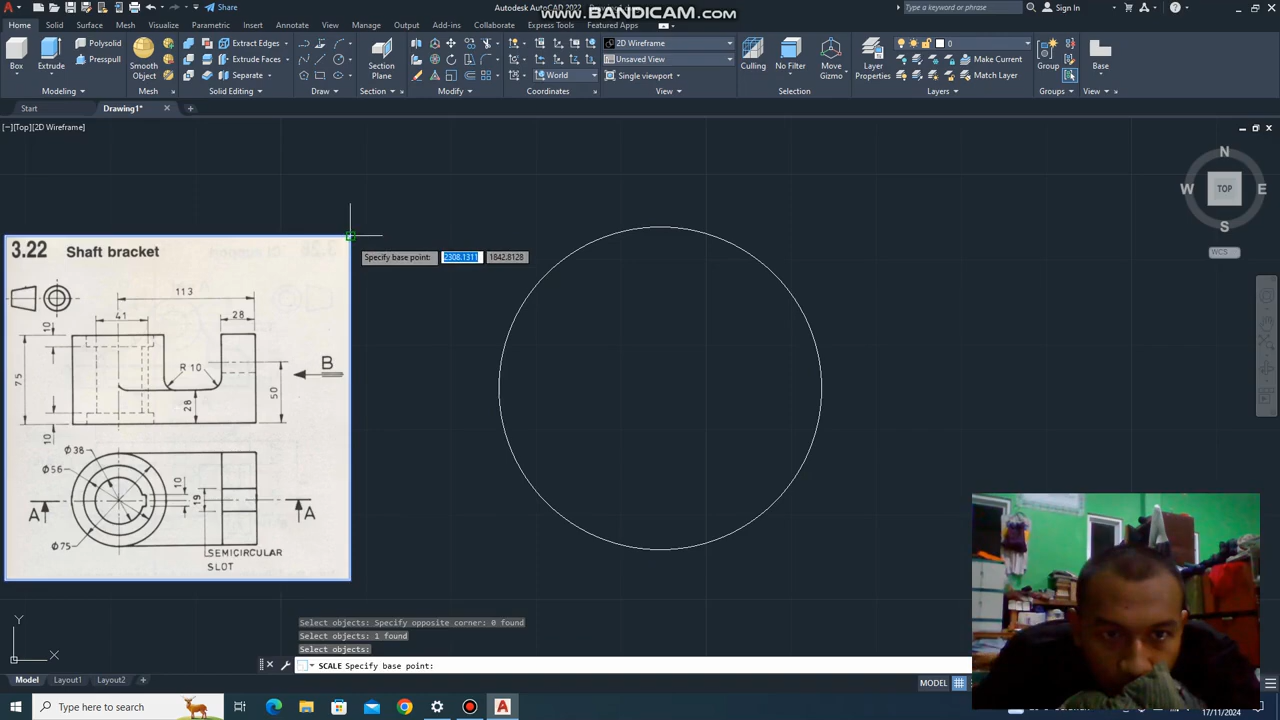 Share
Autodesk AutoCAD 2022
WWW.BANDICAM.COM
Type a keyword or phrase
Sign In
Home Solid Surface Mesh Visualize Parametric Insert Annotate View Manage Output Add-ins Collaborate Express Tools Featured Apps
Box
Extrude
Polysolid
Presspull
Smooth Object
Extract Edges
Extrude Faces
Separate
Section Plane
2D Wireframe
Unsaved View
World
Single viewport
Culling
No Filter
Move Gizmo
Layer Properties
0
Make Current
Match Layer
Group
Base
Modeling Mesh Solid Editing Draw Section Modify Coordinates View Selection Layers Groups View
Start Drawing1*
[−][Top][2D Wireframe]
N
W TOP E
S
WCS
3.22 Shaft bracket
113
41
28
10
R 10
B
75
50
28
10
Φ38
Φ56
10
19
A A
Φ75
SEMICIRCULAR
SLOT
Specify base point: 2308.1311 1842.8128
Y
X
Select objects: Specify opposite corner: 0 found
Select objects: 1 found
Select objects:
SCALE Specify base point:
Model Layout1 Layout2
MODEL
Type here to search
17/11/2024